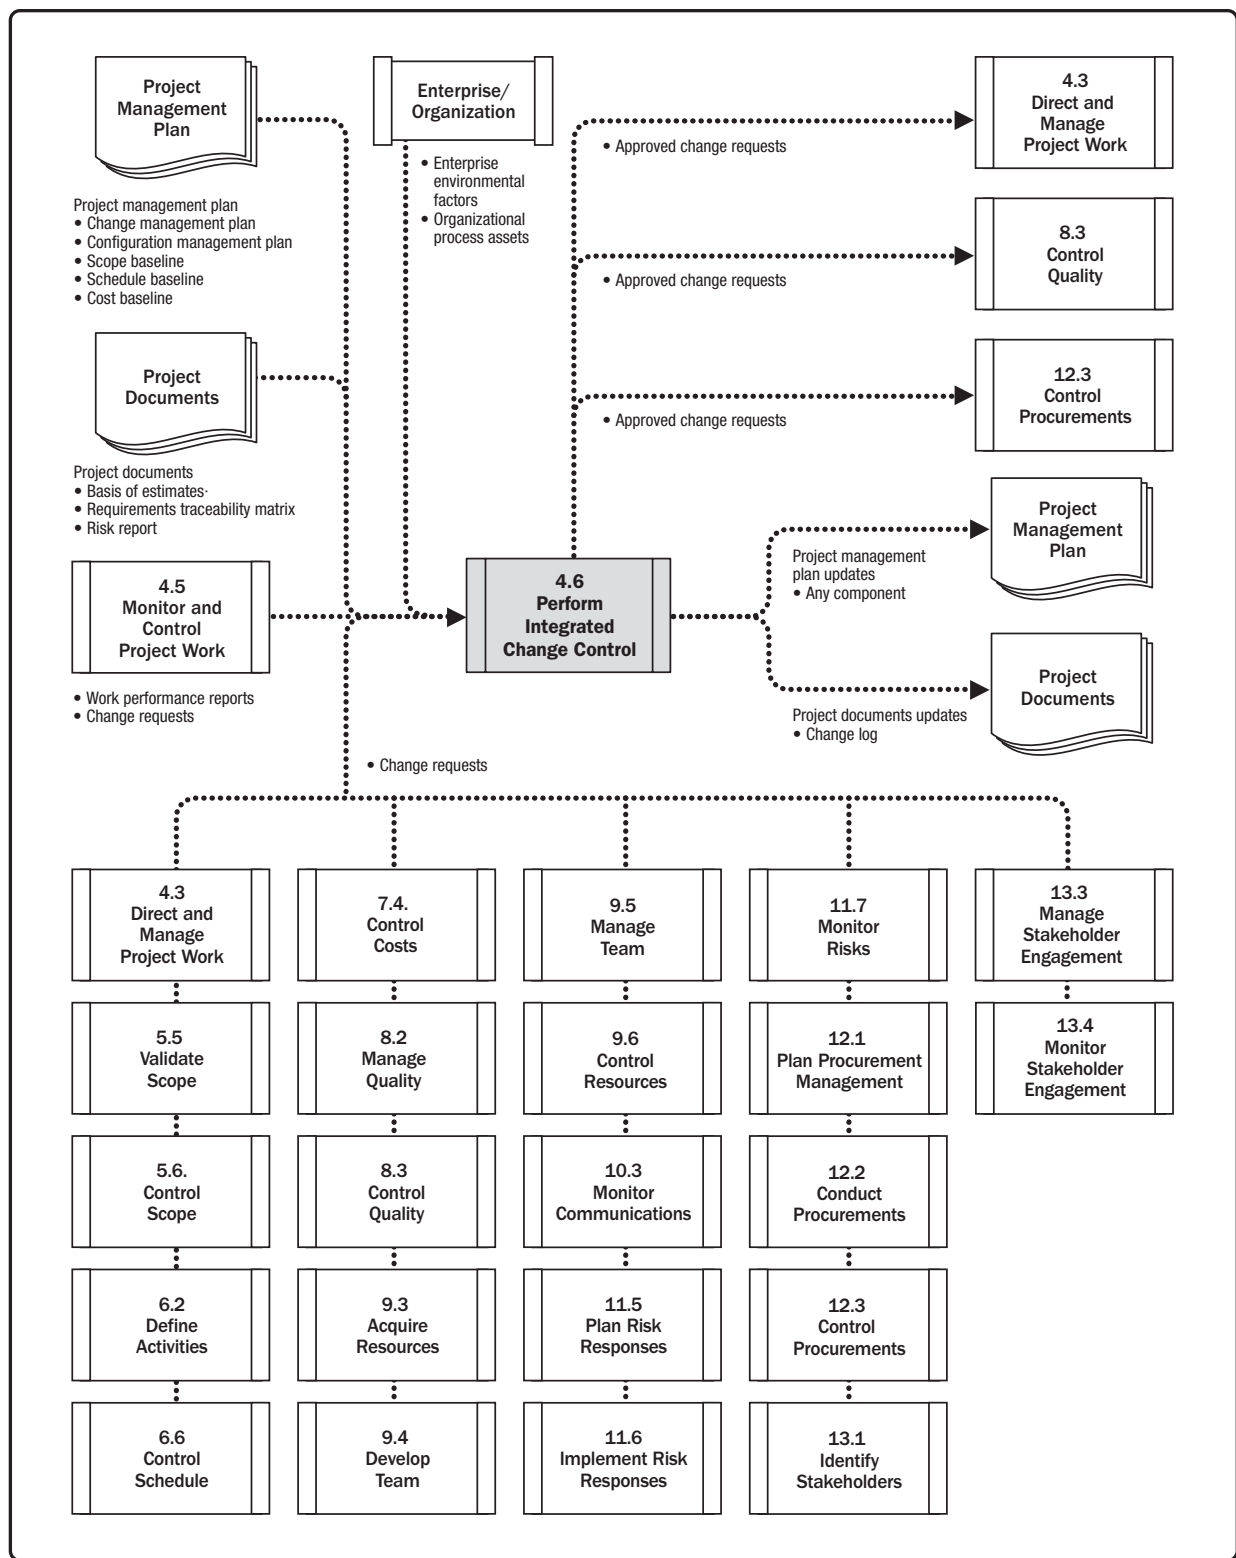 Project
Management
Plan
Project management plan
• Change management plan
• Configuration management plan
• Scope baseline
• Schedule baseline
• Cost baseline
Enterprise/
Organization
• Enterprise
environmental
factors
• Organizational
process assets
4.3
Direct and
Manage
Project Work
• Approved change requests
8.3
Control
Quality
• Approved change requests
12.3
Control
Procurements
• Approved change requests
Project
Documents
Project documents
• Basis of estimates·
• Requirements traceability matrix
• Risk report
4.5
Monitor and
Control
Project Work
• Work performance reports
• Change requests
4.6
Perform
Integrated
Change Control
Project
Management
Plan
Project management
plan updates
• Any component
Project
Documents
Project documents updates
• Change log
• Change requests
4.3
Direct and
Manage
Project Work
7.4.
Control
Costs
9.5
Manage
Team
11.7
Monitor
Risks
13.3
Manage
Stakeholder
Engagement
5.5
Validate
Scope
8.2
Manage
Quality
9.6
Control
Resources
12.1
Plan Procurement
Management
13.4
Monitor
Stakeholder
Engagement
5.6.
Control
Scope
8.3
Control
Quality
10.3
Monitor
Communications
12.2
Conduct
Procurements
6.2
Define
Activities
9.3
Acquire
Resources
11.5
Plan Risk
Responses
12.3
Control
Procurements
6.6
Control
Schedule
9.4
Develop
Team
11.6
Implement Risk
Responses
13.1
Identify
Stakeholders